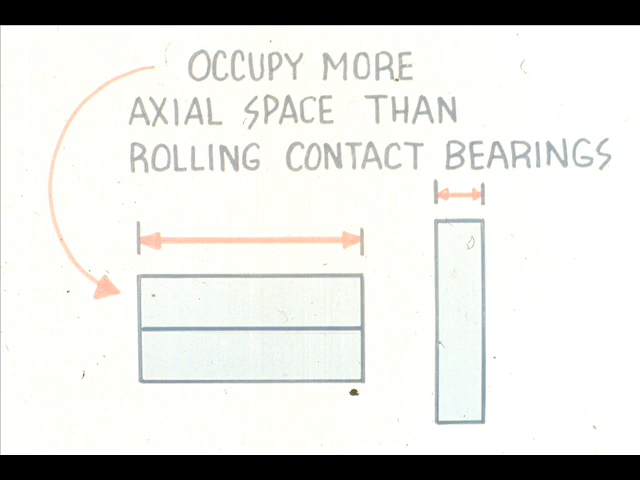 OCCUPY MORE
AXIAL SPACE THAN
ROLLING CONTACT BEARINGS